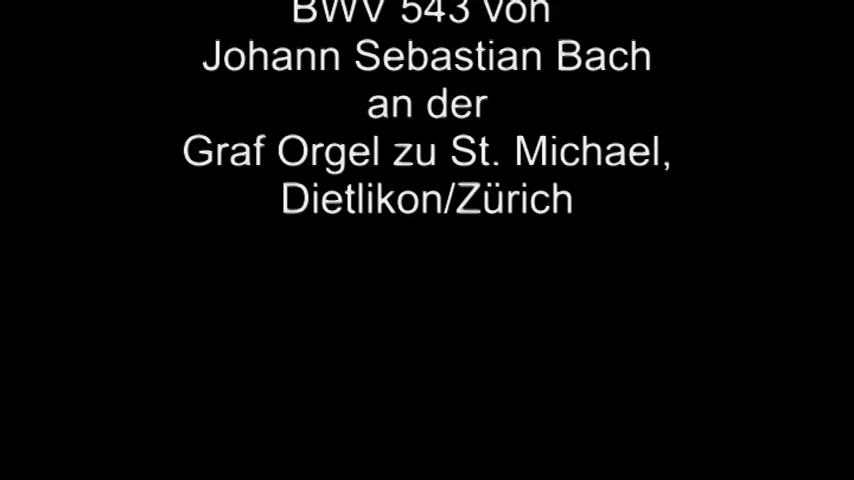 BWV 543 von
Johann Sebastian Bach
an der
Graf Orgel zu St. Michael,
Dietlikon/Zürich